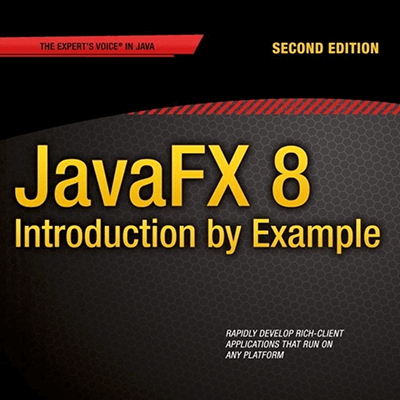 THE EXPERT'S VOICE® IN JAVA
SECOND EDITION
JavaFX 8
Introduction by Example
RAPIDLY DEVELOP RICH-CLIENT
APPLICATIONS THAT RUN ON
ANY PLATFORM